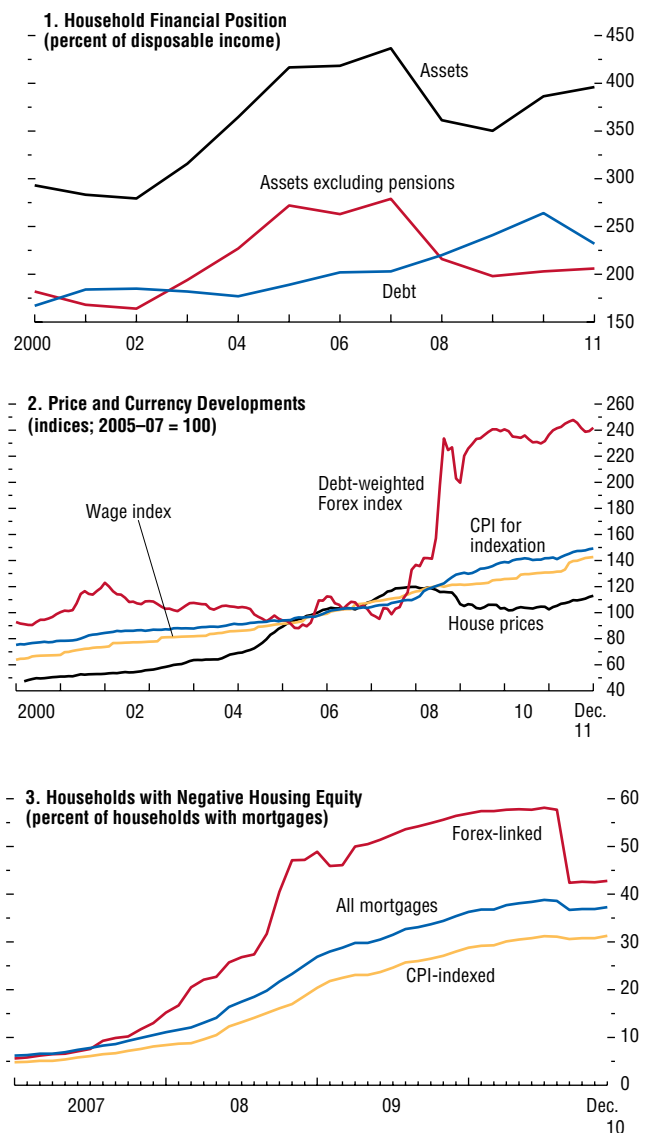 1. Household Financial Position
(percent of disposable income)
450
400
350
300
250
200
150
Assets
Assets excluding pensions
Debt
2000 02 04 06 08 11
2. Price and Currency Developments
(indices; 2005–07 = 100)
260
240
220
200
180
160
140
120
100
80
60
40
Debt-weighted
Forex index
Wage index
CPI for
indexation
House prices
2000 02 04 06 08 10 Dec.
11
3. Households with Negative Housing Equity
(percent of households with mortgages)
60
50
40
30
20
10
0
Forex-linked
All mortgages
CPI-indexed
2007 08 09 Dec.
10